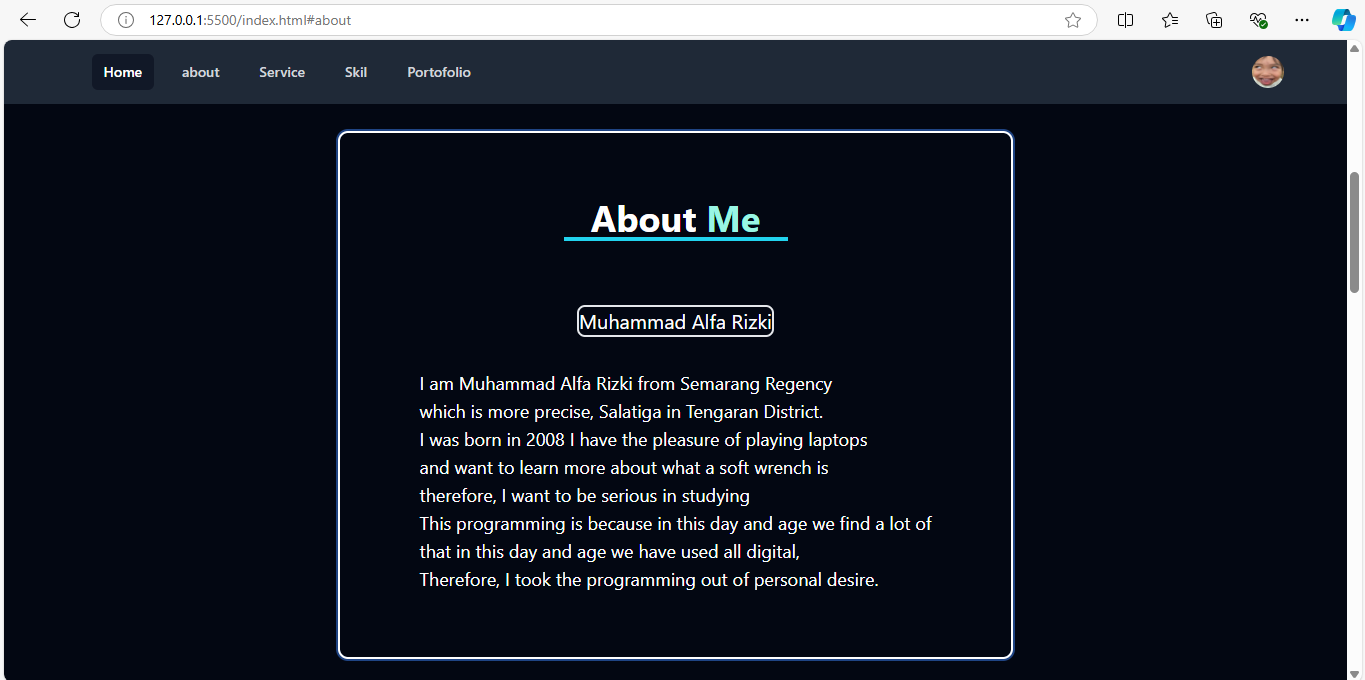 127.0.0.1:5500/index.html#about
Home about Service Skil Portofolio
About Me
Muhammad Alfa Rizki
I am Muhammad Alfa Rizki from Semarang Regency
which is more precise, Salatiga in Tengaran District.
I was born in 2008 I have the pleasure of playing laptops
and want to learn more about what a soft wrench is
therefore, I want to be serious in studying
This programming is because in this day and age we find a lot of
that in this day and age we have used all digital,
Therefore, I took the programming out of personal desire.